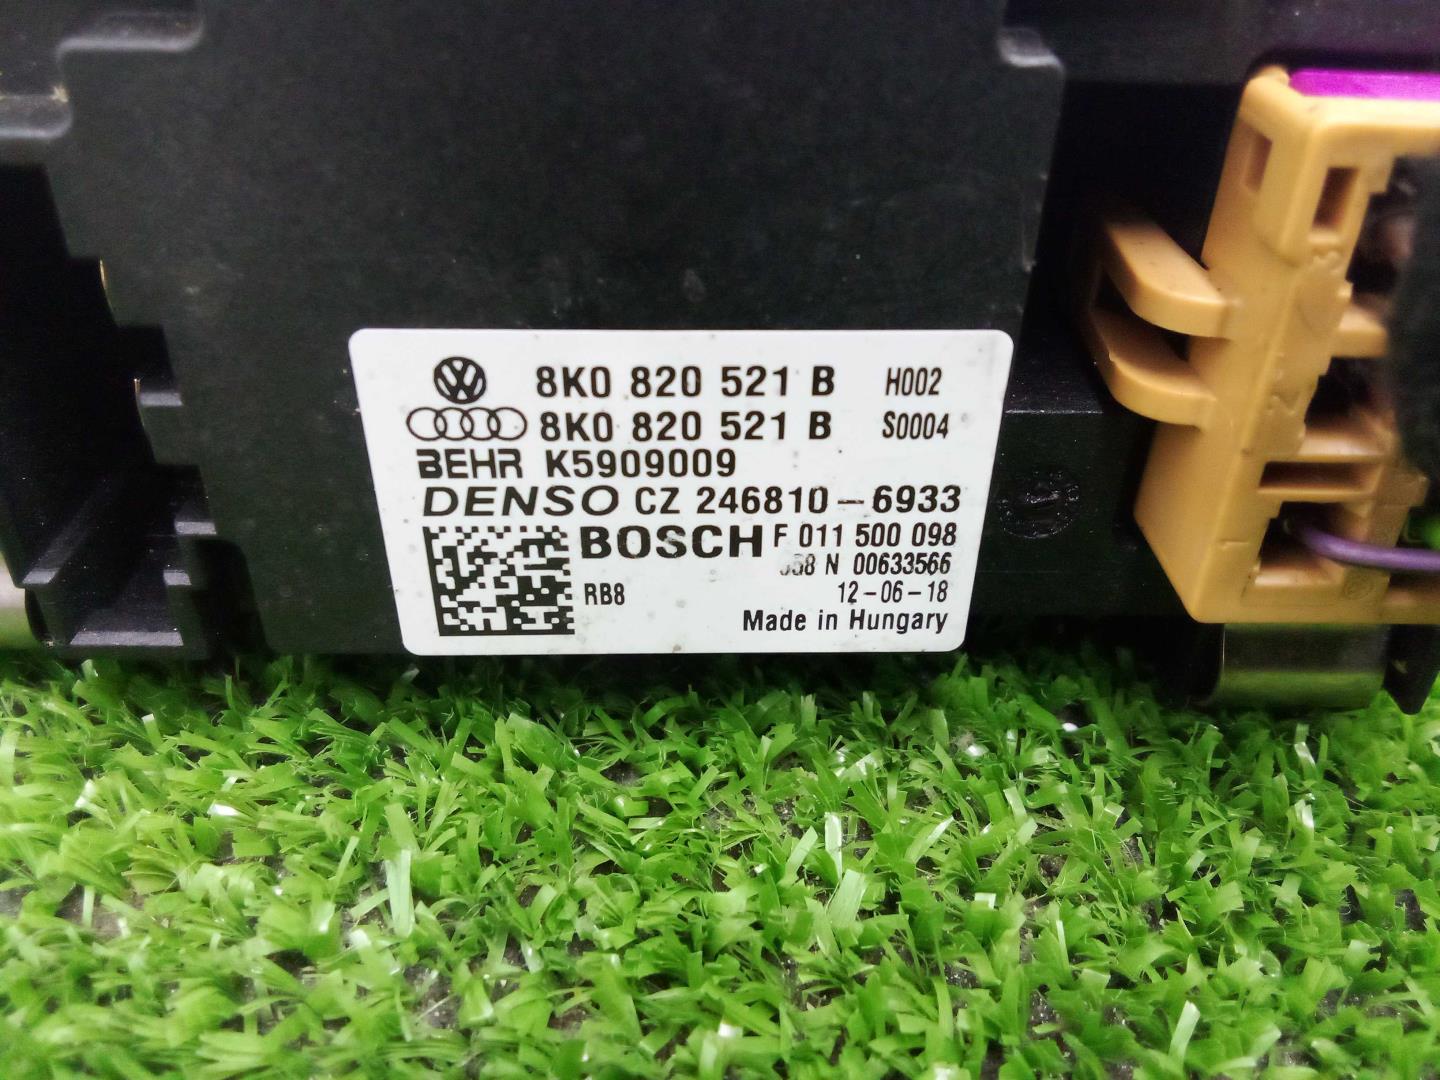 8K0 820 521 B H002
8K0 820 521 B S0004
BEHR K5909009
DENSO CZ 246810-6933
BOSCH F 011 500 098
N 00633566
RB8 12-06-18
Made in Hungary